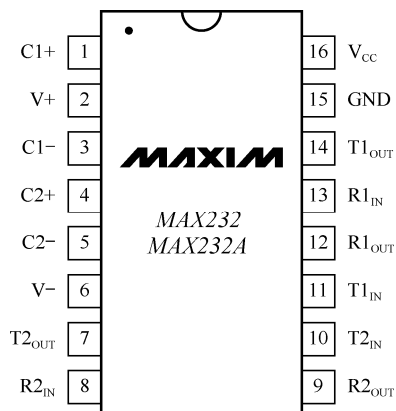 C1+ 1 16 VCC
V+ 2 15 GND
C1− 3 14 T1OUT
MAXIM
C2+ 4 13 R1IN
MAX232
C2− 5 12 R1OUT
MAX232A
V− 6 11 T1IN
T2OUT 7 10 T2IN
R2IN 8 9 R2OUT